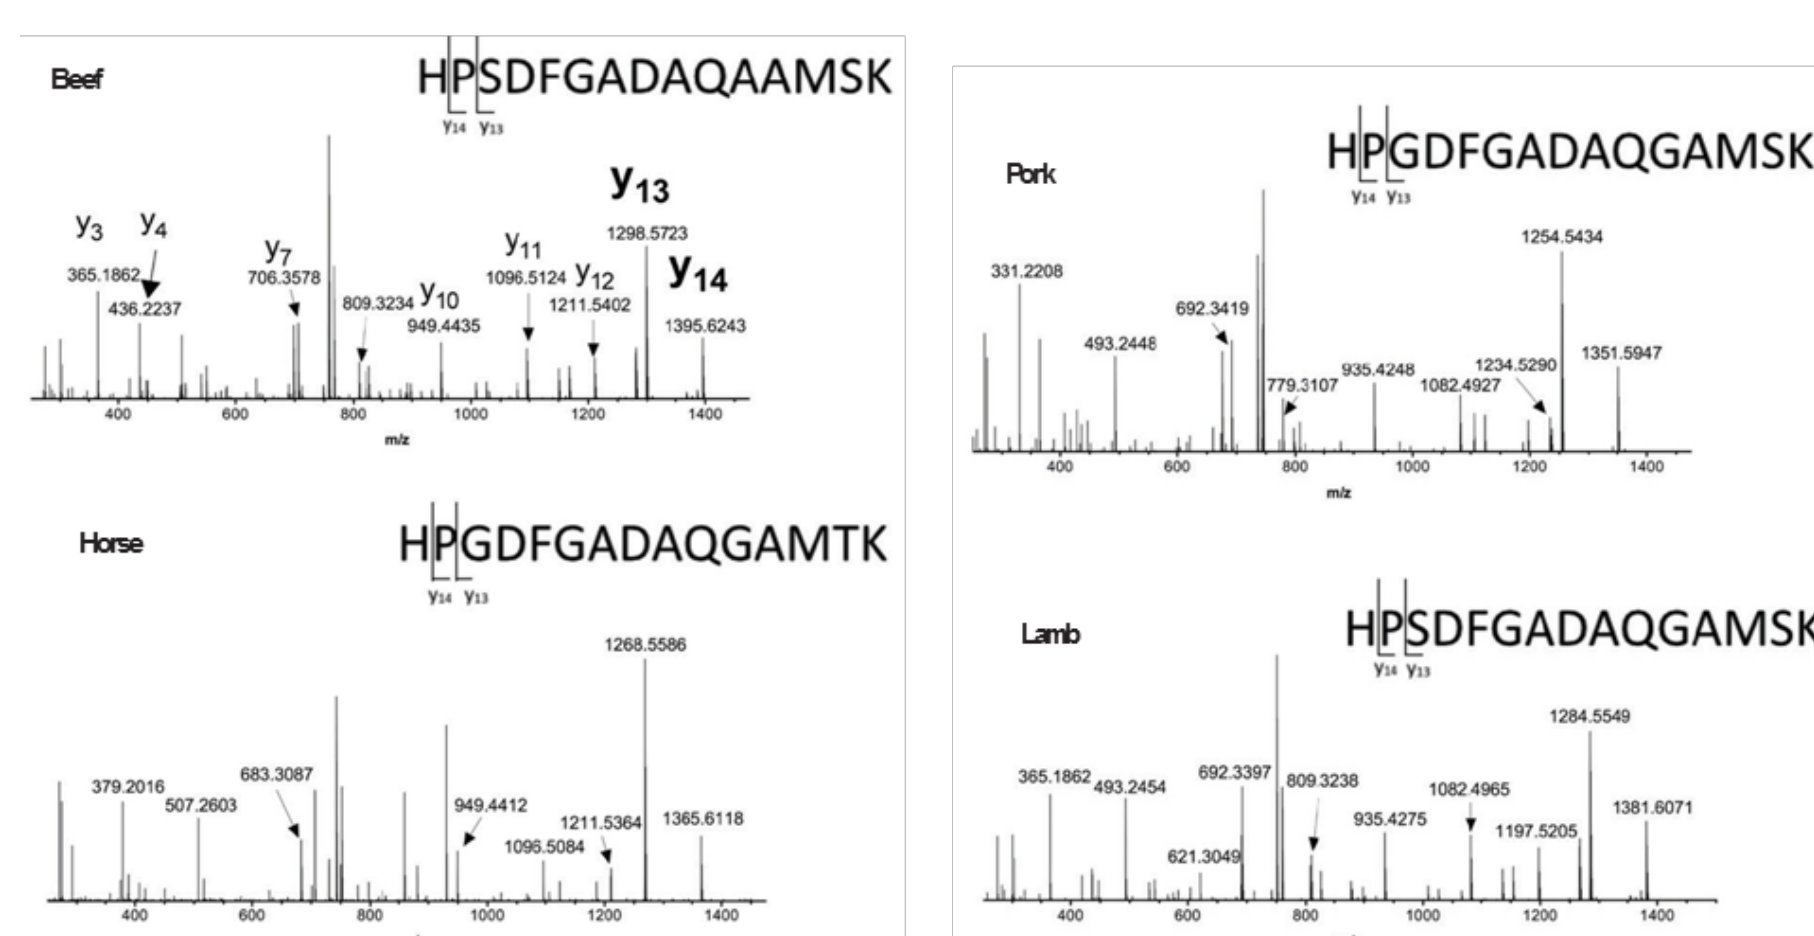 Beef
HPSDFGADAQAAMSK
y14 y13
y3
365.1862
y4
436.2237
y7
706.3578
809.3234
y10
949.4435
y11
1096.5124
y12
1211.5402
y13
1298.5723
y14
1395.6243
400 600 800 1000 1200 1400
m/z
Pork
HPGDFGADAQGAMSK
y14 y13
331.2208
493.2448
692.3419
779.3107
935.4248
1082.4927
1234.5290
1254.5434
1351.5947
400 600 800 1000 1200 1400
m/z
Horse
HPGDFGADAQGAMTK
y14 y13
379.2016
507.2603
683.3087
949.4412
1096.5084
1211.5364
1268.5586
1365.6118
400 600 800 1000 1200 1400
Lamb
HPSDFGADAQGAMSK
y14 y13
365.1862
493.2454
621.3049
692.3397
809.3238
935.4275
1082.4965
1197.5205
1284.5549
1381.6071
400 600 800 1000 1200 1400